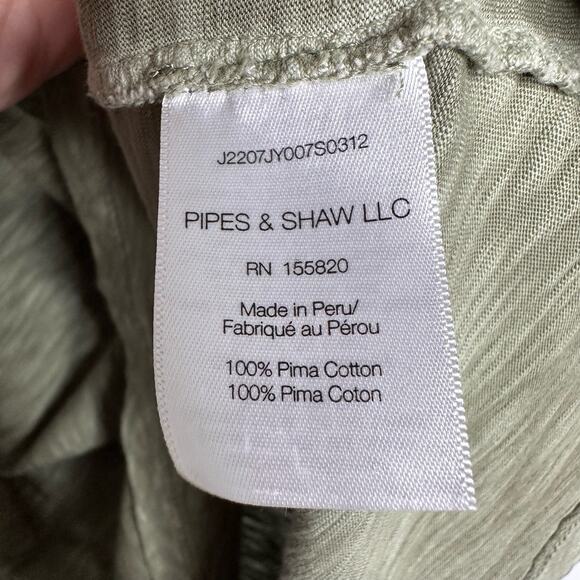 J2207JY007S0312
PIPES & SHAW LLC
RN 155820
Made in Peru/
Fabriqué au Pérou
100% Pima Cotton
100% Pima Coton